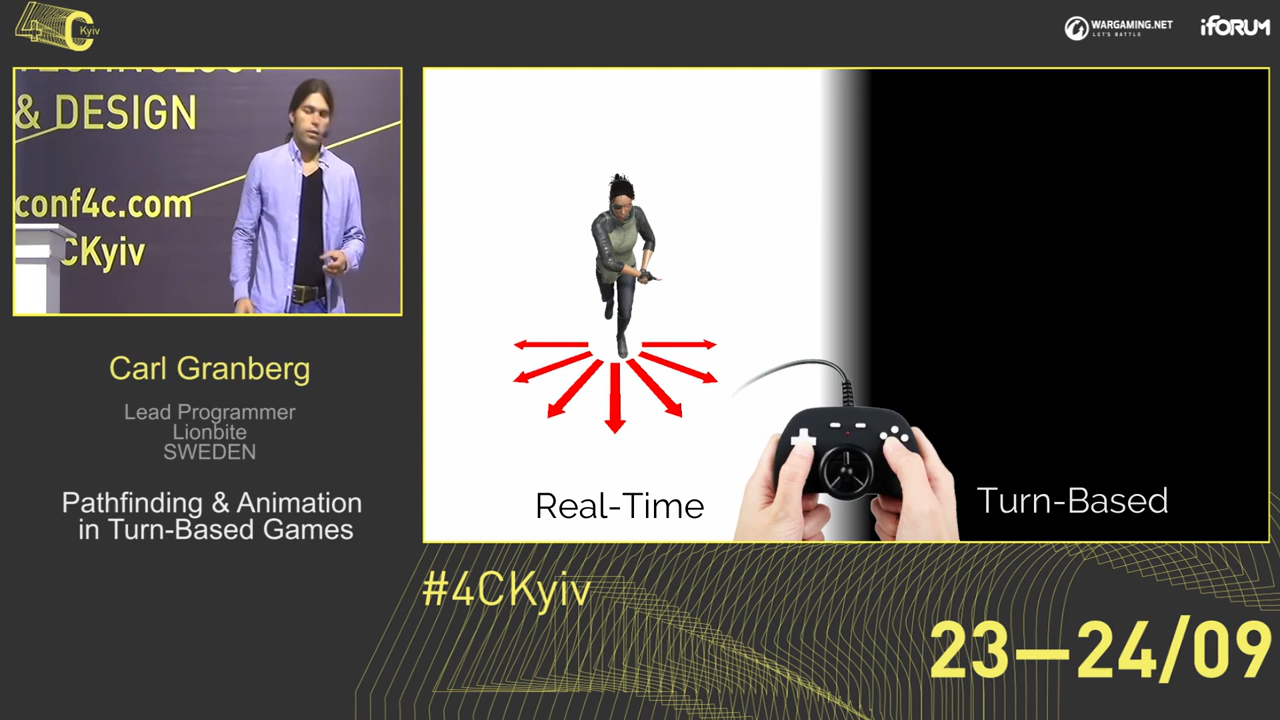 4C Kyiv
WARGAMING.NET
LET'S BATTLE
iFORUM
TECHNOLOGY
& DESIGN
conf4c.com
CKyiv
Carl Granberg
Lead Programmer
Lionbite
SWEDEN
Pathfinding & Animation
in Turn-Based Games
Real-Time
Turn-Based
#4CKyiv
23—24/09